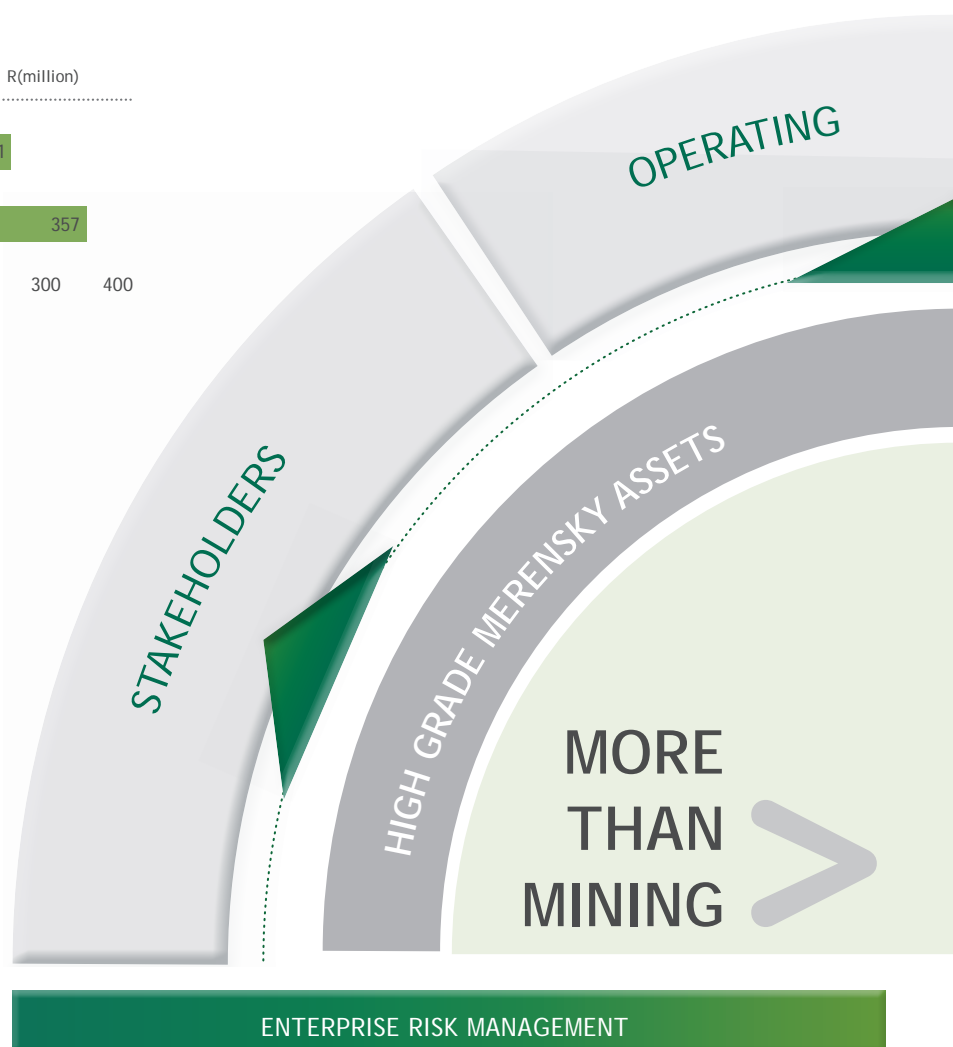 R(million)
357
300 400
OPERATING
STAKEHOLDERS
HIGH GRADE MERENSKY ASSETS
MORE
THAN
MINING
>
ENTERPRISE RISK MANAGEMENT